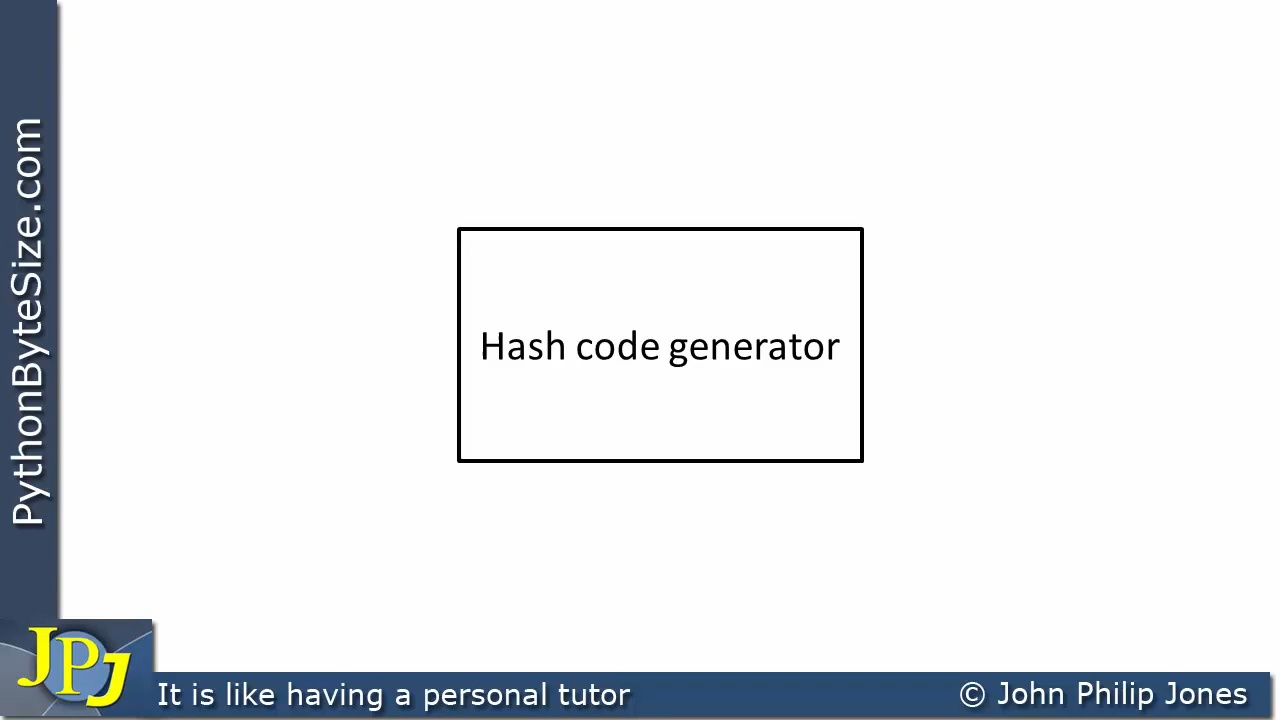 PythonByteSize.com
Hash code generator
JPJ
It is like having a personal tutor
© John Philip Jones